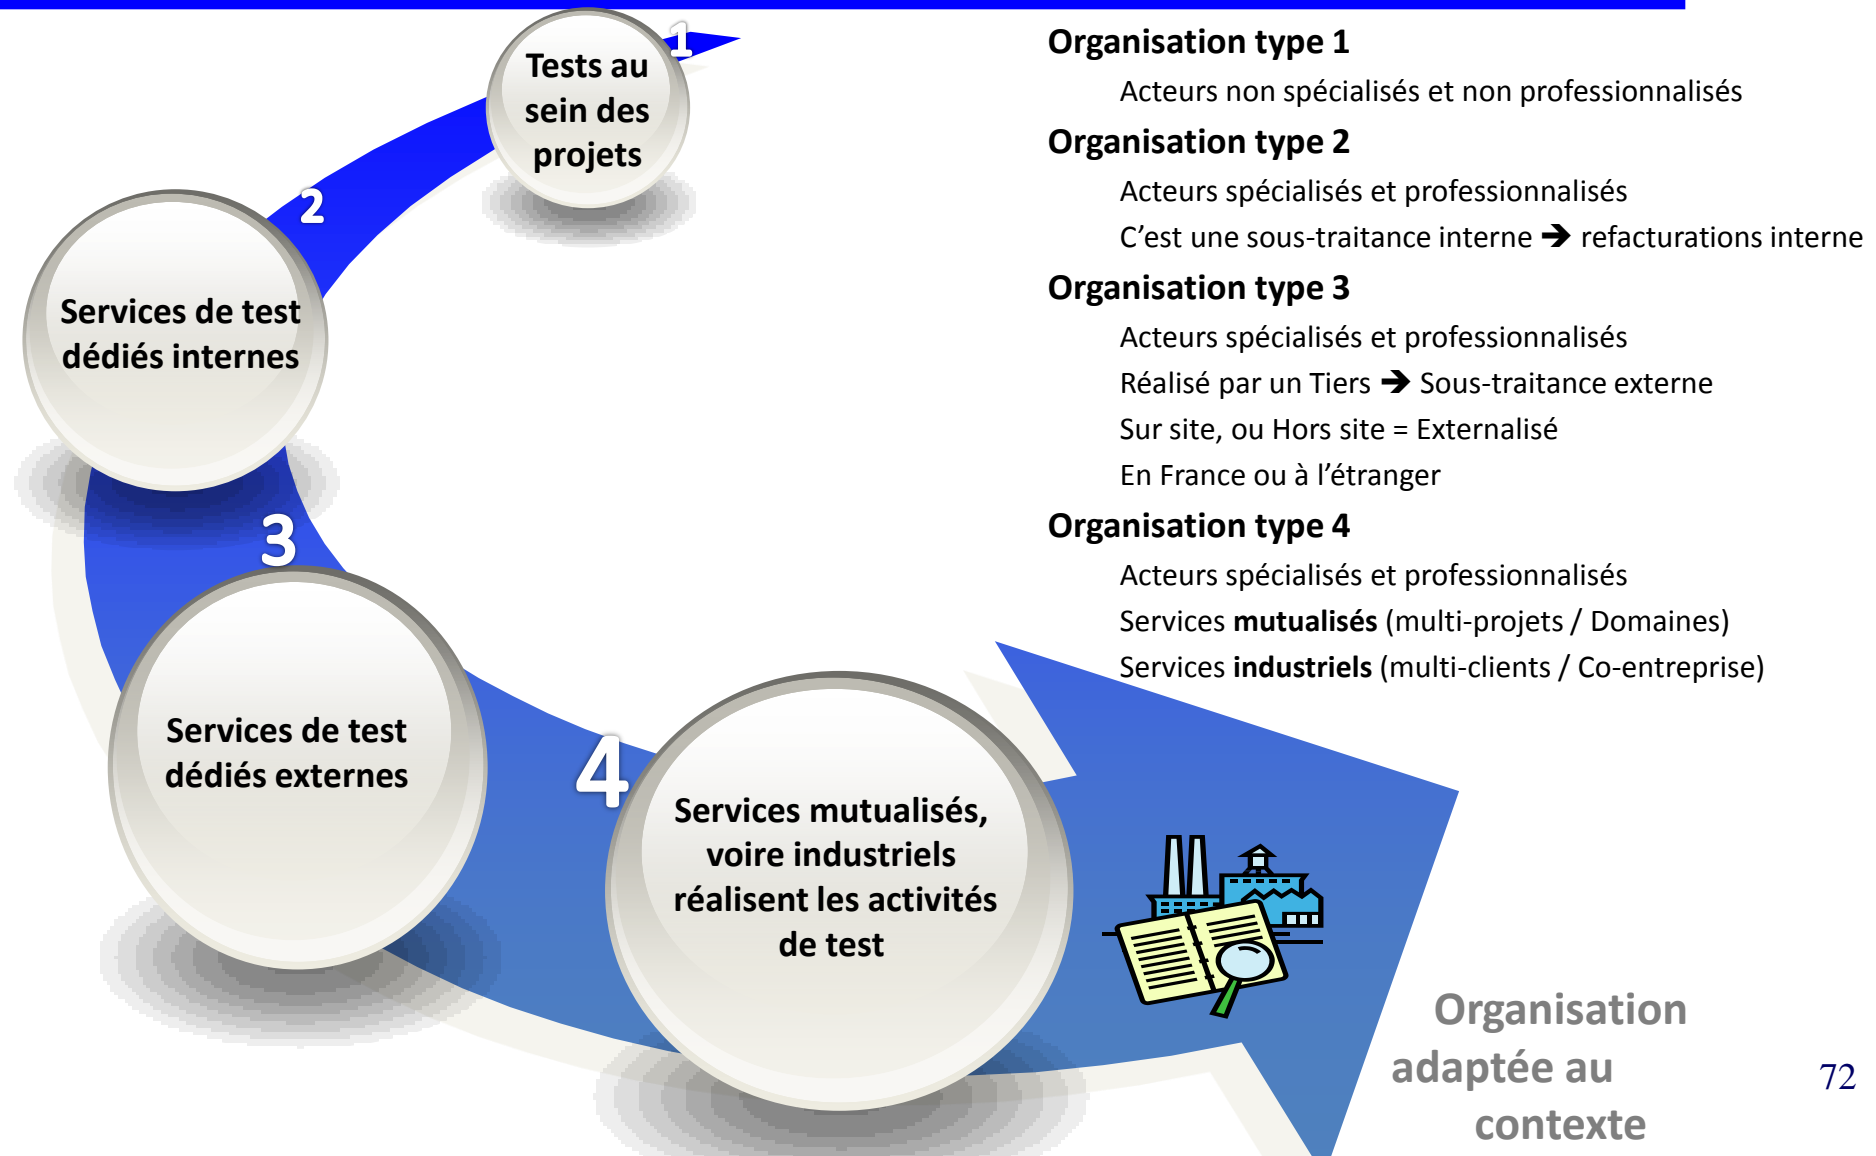 1
Tests au
sein des
projets
2
Services de test
dédiés internes
3
Services de test
dédiés externes
4
Services mutualisés,
voire industriels
réalisent les activités
de test
Organisation type 1
Acteurs non spécialisés et non professionnalisés
Organisation type 2
Acteurs spécialisés et professionnalisés
C’est une sous-traitance interne ➔ refacturations interne
Organisation type 3
Acteurs spécialisés et professionnalisés
Réalisé par un Tiers ➔ Sous-traitance externe
Sur site, ou Hors site = Externalisé
En France ou à l’étranger
Organisation type 4
Acteurs spécialisés et professionnalisés
Services mutualisés (multi-projets / Domaines)
Services industriels (multi-clients / Co-entreprise)
Organisation
adaptée au
contexte
72